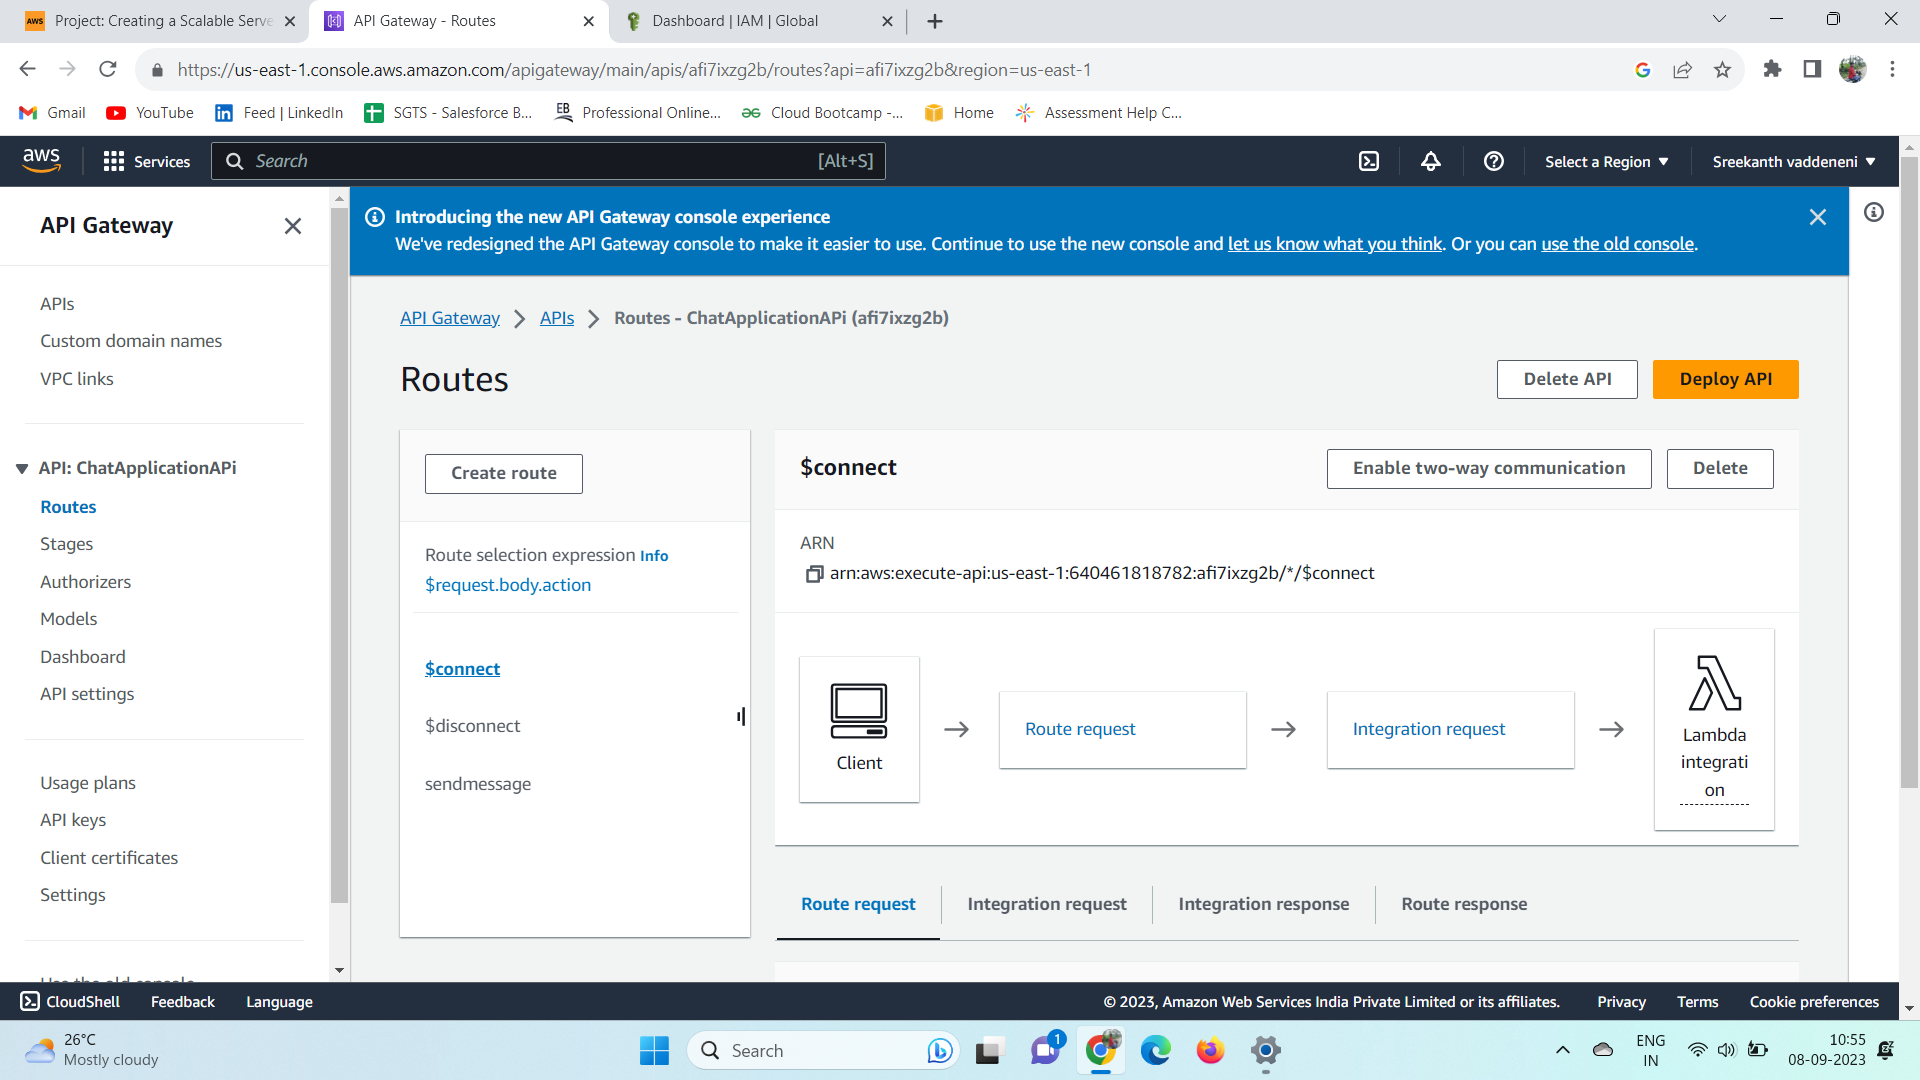 Project: Creating a Scalable Serve
API Gateway - Routes
Dashboard | IAM | Global
https://us-east-1.console.aws.amazon.com/apigateway/main/apis/afi7ixzg2b/routes?api=afi7ixzg2b&region=us-east-1
Gmail
YouTube
Feed | LinkedIn
SGTS - Salesforce B...
EB
Professional Online...
Cloud Bootcamp -...
Home
Assessment Help C...
aws
Services
Search
[Alt+S]
Select a Region
Sreekanth vaddeneni
API Gateway
APIs
Custom domain names
VPC links
API: ChatApplicationAPi
Routes
Stages
Authorizers
Models
Dashboard
API settings
Usage plans
API keys
Client certificates
Settings
Use the old console
Introducing the new API Gateway console experience
We've redesigned the API Gateway console to make it easier to use. Continue to use the new console and let us know what you think. Or you can use the old console.
API Gateway
APIs
Routes - ChatApplicationAPi (afi7ixzg2b)
Routes
Delete API
Deploy API
Create route
Route selection expression Info
$request.body.action
$connect
$disconnect
sendmessage
$connect
Enable two-way communication
Delete
ARN
arn:aws:execute-api:us-east-1:640461818782:afi7ixzg2b/*/$connect
Client
Route request
Integration request
Lambda
integrati
on
Route request
Integration request
Integration response
Route response
CloudShell
Feedback
Language
© 2023, Amazon Web Services India Private Limited or its affiliates.
Privacy
Terms
Cookie preferences
26°C
Mostly cloudy
Search
1
ENG
IN
10:55
08-09-2023